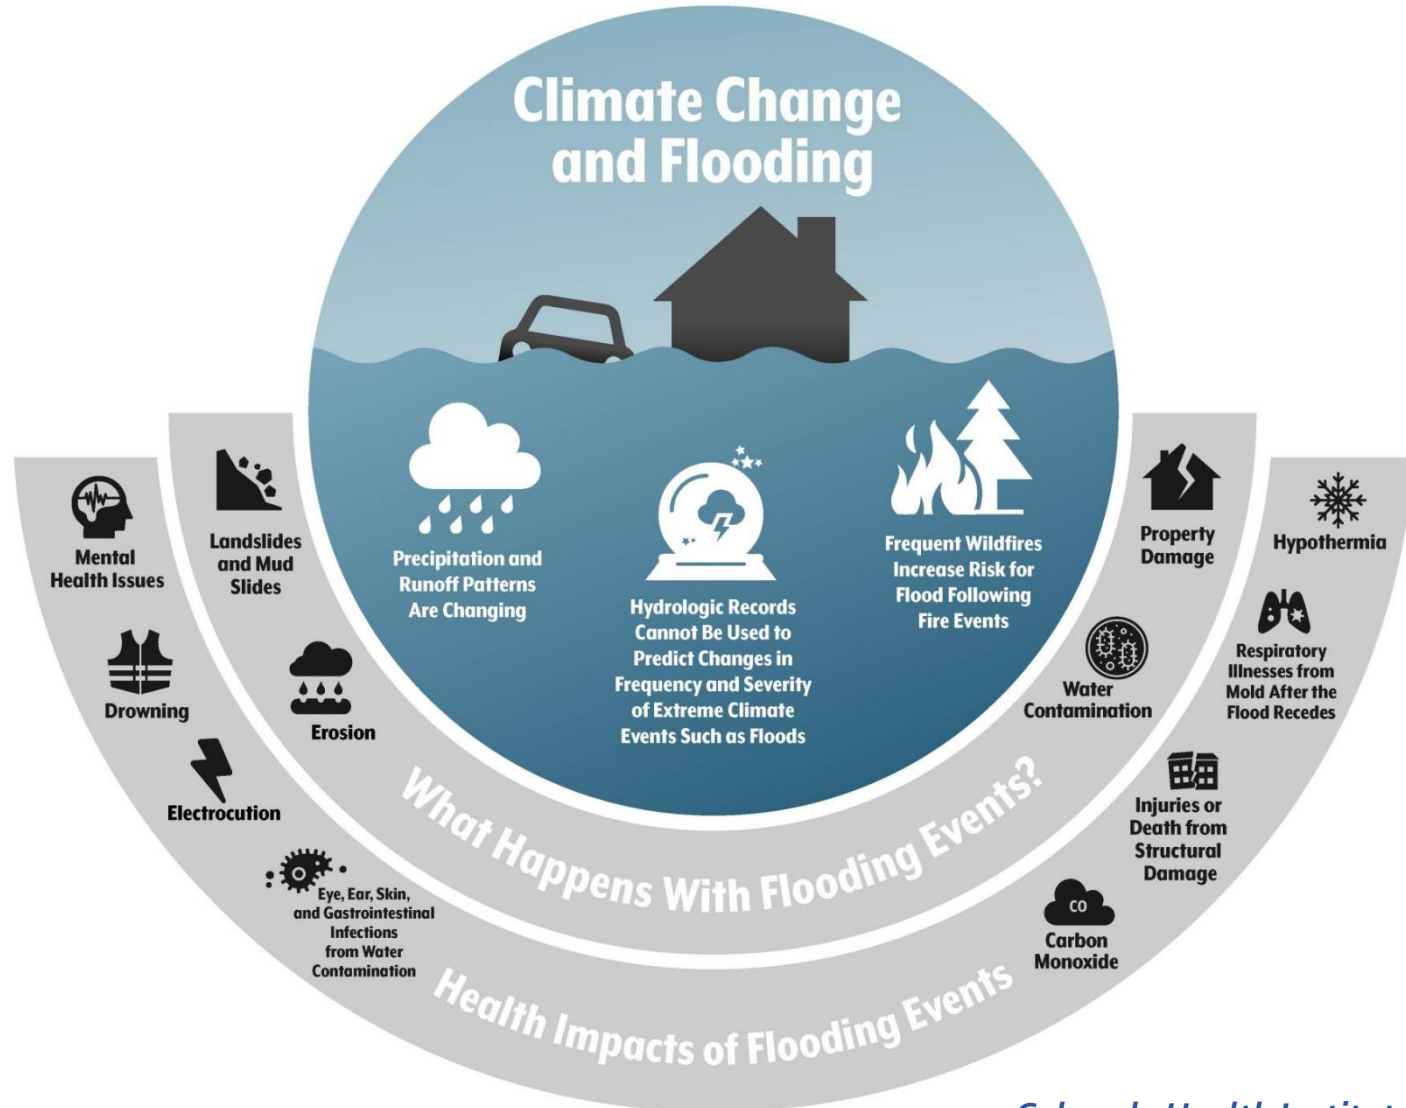 Climate Change
and Flooding
Precipitation and
Runoff Patterns
Are Changing
Hydrologic Records
Cannot Be Used to
Predict Changes in
Frequency and Severity
of Extreme Climate
Events Such as Floods
Frequent Wildfires
Increase Risk for
Flood Following
Fire Events
Landslides
and Mud
Slides
Erosion
Property
Damage
Water
Contamination
What Happens With Flooding Events?
Mental
Health Issues
Drowning
Electrocution
Eye, Ear, Skin,
and Gastrointestinal
Infections
from Water
Contamination
Hypothermia
Respiratory
Illnesses from
Mold After the
Flood Recedes
Injuries or
Death from
Structural
Damage
CO
Carbon
Monoxide
Health Impacts of Flooding Events